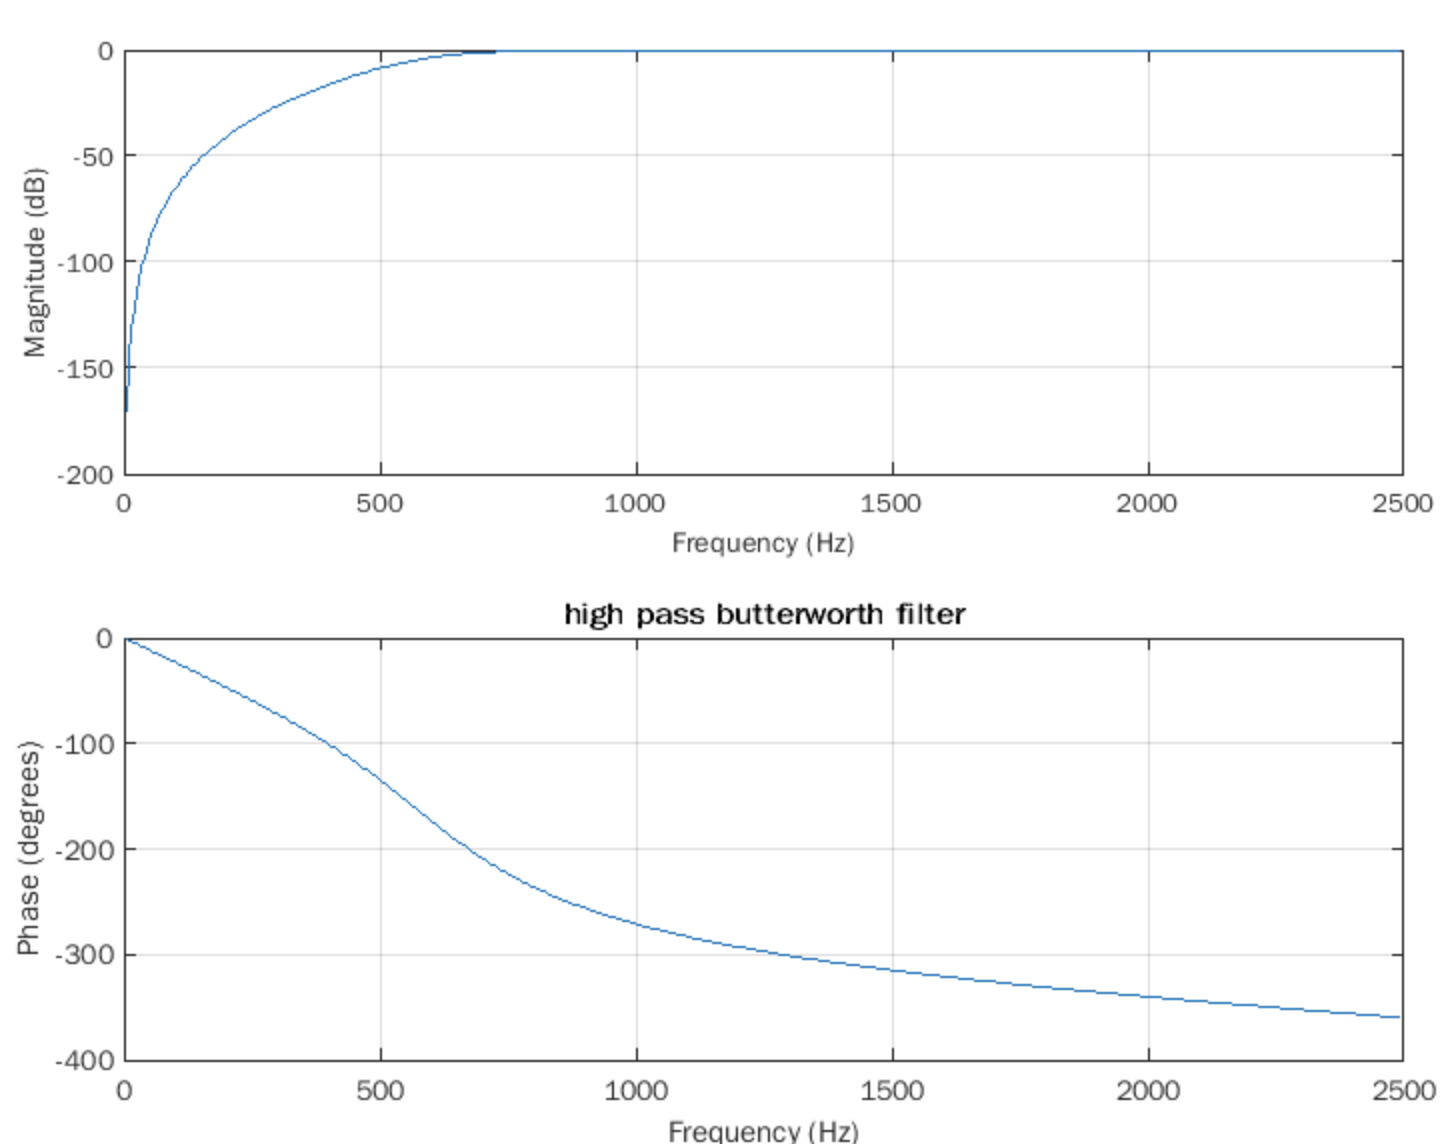 0
-50
-100
-150
-200
Magnitude (dB)
0 500 1000 1500 2000 2500
Frequency (Hz)
high pass butterworth filter
0
-100
-200
-300
-400
Phase (degrees)
0 500 1000 1500 2000 2500
Frequency (Hz)